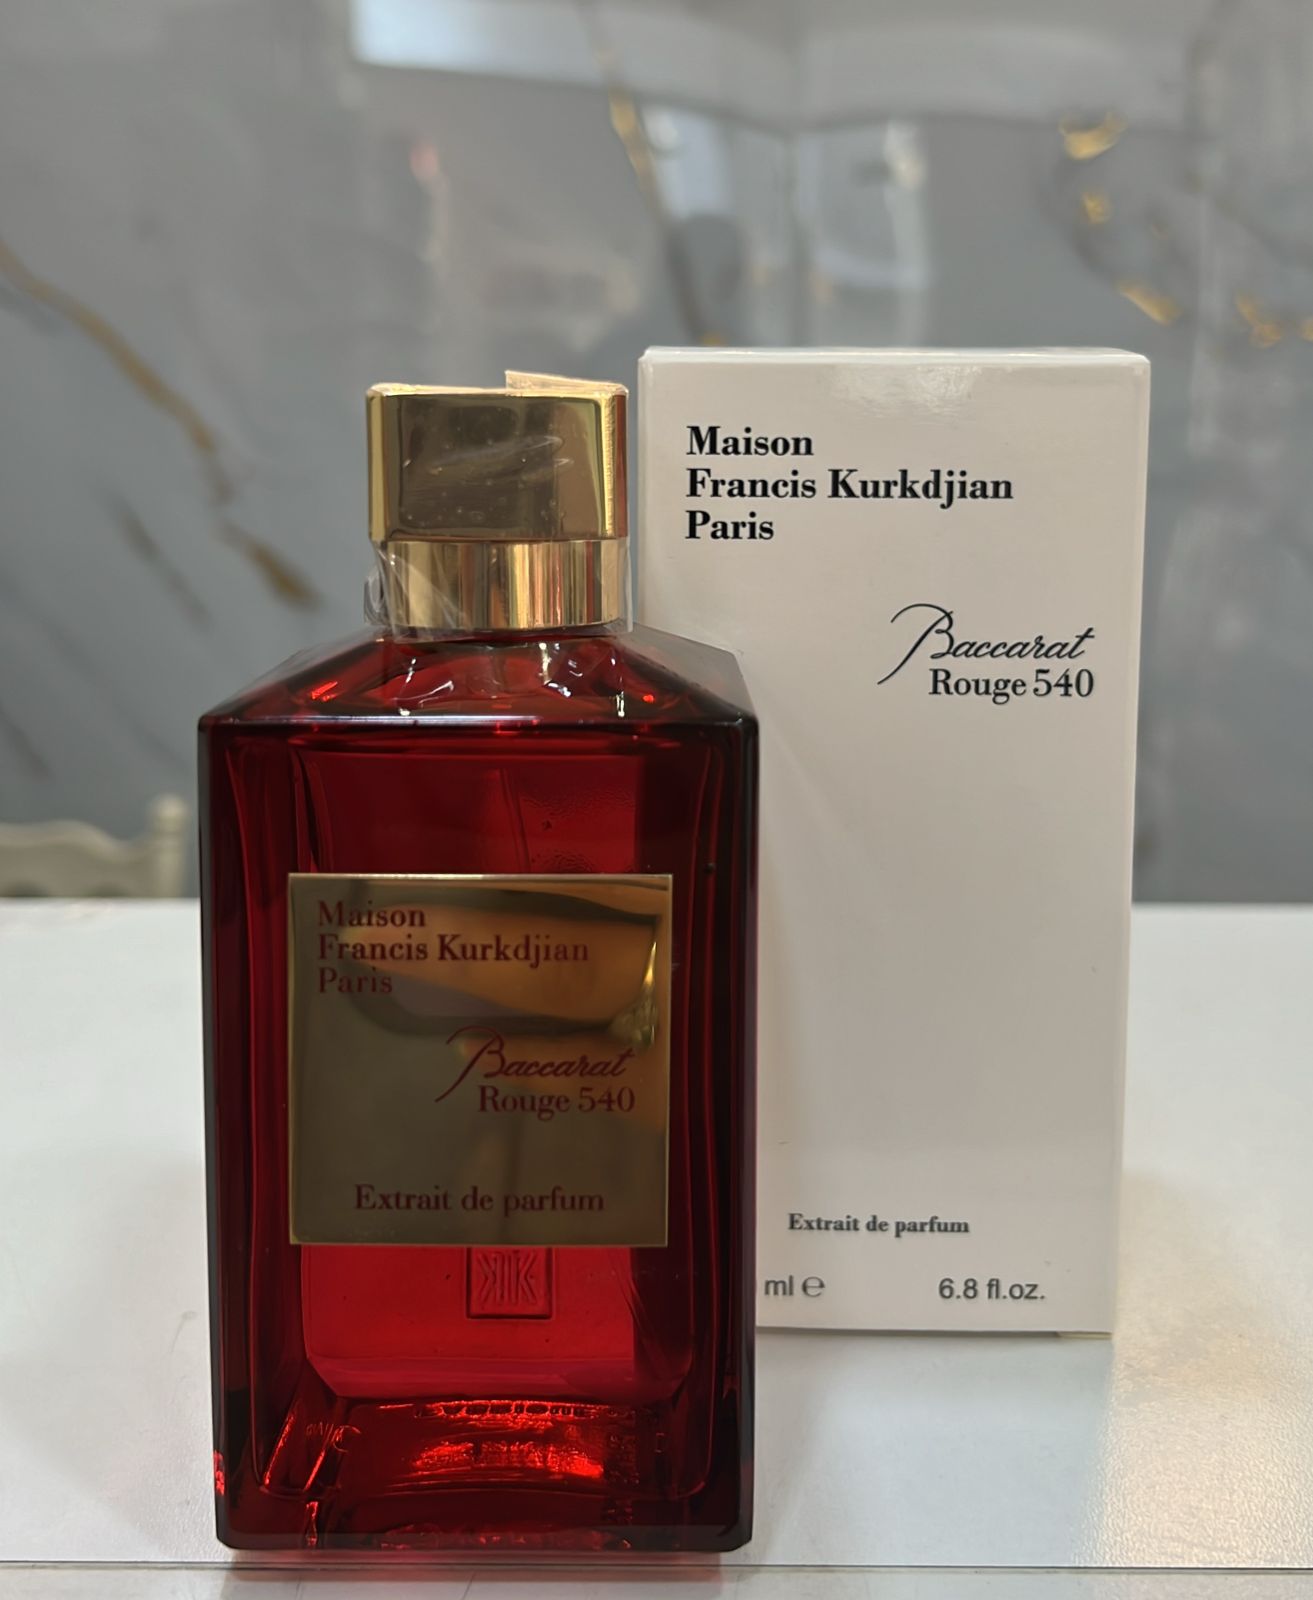 Maison
Francis Kurkdjian
Paris
Baccarat
Rouge 540
Extrait de parfum
ml ℮ 6.8 fl.oz.
Maison
Francis Kurkdjian
Paris
Baccarat
Rouge 540
Extrait de parfum